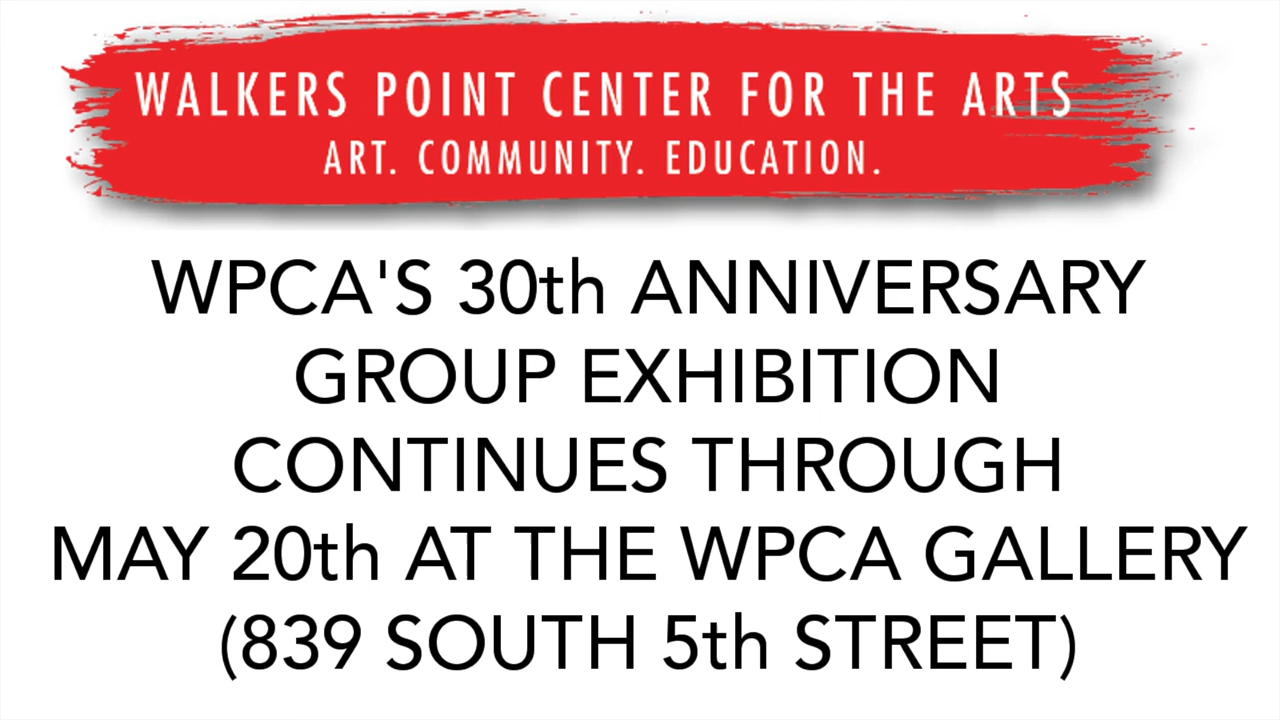 WALKERS POINT CENTER FOR THE ARTS
ART. COMMUNITY. EDUCATION.
WPCA'S 30th ANNIVERSARY
GROUP EXHIBITION
CONTINUES THROUGH
MAY 20th AT THE WPCA GALLERY
(839 SOUTH 5th STREET)